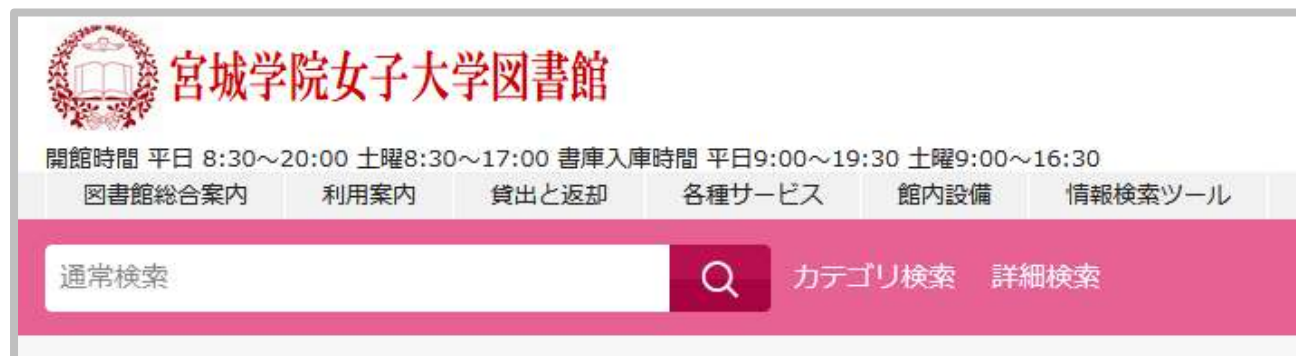 宮城学院女子大学図書館
開館時間 平日 8:30～20:00 土曜8:30～17:00 書庫入庫時間 平日9:00～19:30 土曜9:00～16:30
図書館総合案内 利用案内 貸出と返却 各種サービス 館内設備 情報検索ツール
通常検索 カテゴリ検索 詳細検索